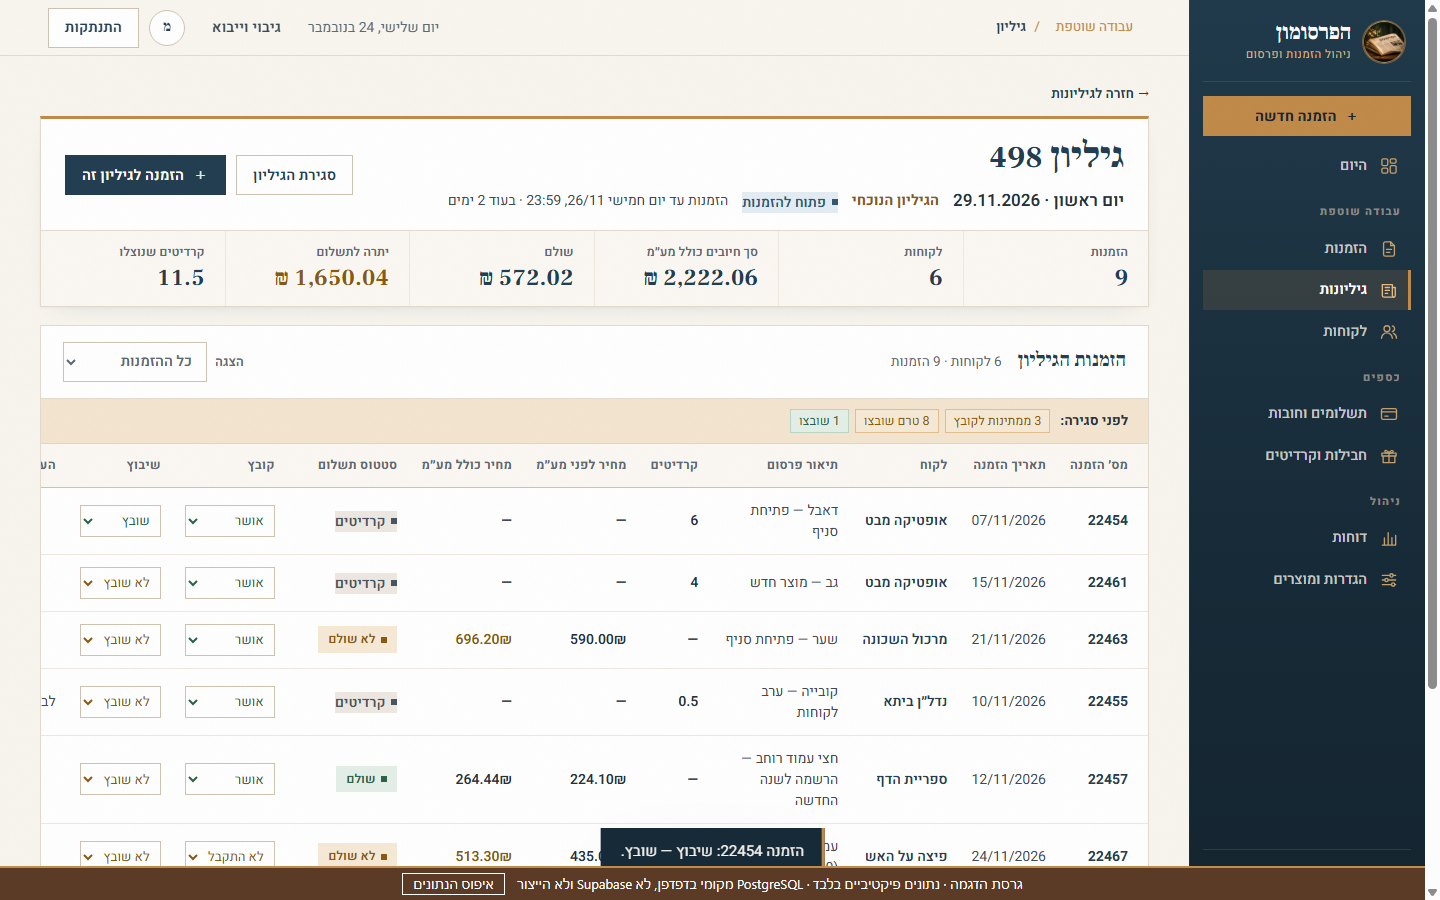 הפרסומון
ניהול הזמנות ופרסום
+ הזמנה חדשה
היום
עבודה שוטפת
הזמנות
גיליונות
לקוחות
כספים
תשלומים וחובות
חבילות וקרדיטים
ניהול
דוחות
הגדרות ומוצרים
עבודה שוטפת / גיליון
יום שלישי, 24 בנובמבר
גיבוי וייבוא
מ
התנתקות
→ חזרה לגיליונות
גיליון 498
יום ראשון · 29.11.2026 הגיליון הנוכחי פתוח להזמנות הזמנות עד יום חמישי 26/11, 23:59 · בעוד 2 ימים
סגירת הגיליון
+ הזמנה לגיליון זה
הזמנות
9
לקוחות
6
סך חיובים כולל מע״מ
2,222.06 ₪
שולם
572.02 ₪
יתרה לתשלום
1,650.04 ₪
קרדיטים שנוצלו
11.5
הזמנות הגיליון 6 לקוחות · 9 הזמנות
הצגה כל ההזמנות
לפני סגירה: 3 ממתינות לקובץ 8 טרם שובצו 1 שובצו
מס׳ הזמנה תאריך הזמנה לקוח תיאור פרסום קרדיטים מחיר לפני מע״מ מחיר כולל מע״מ סטטוס תשלום קובץ שיבוץ הע
22454 07/11/2026 אופטיקה מבט דאבל — פתיחת סניף 6 — — קרדיטים אושר שובץ
22461 15/11/2026 אופטיקה מבט גב — מוצר חדש 4 — — קרדיטים אושר לא שובץ
22463 21/11/2026 מרכול השכונה שער — פתיחת סניף — 590.00₪ 696.20₪ לא שולם אושר לא שובץ
22455 10/11/2026 נדל״ן ביתא קובייה — ערב לקוחות 0.5 — — קרדיטים אושר לא שובץ לב
22457 12/11/2026 ספריית הדף חצי עמוד רוחב — הרשמה לשנה החדשה — 224.10₪ 264.44₪ שולם אושר לא שובץ
22467 24/11/2026 פיצה על האש 435.0 513.30₪ לא שולם לא התקבל לא שובץ
הזמנה 22454: שיבוץ — שובץ.
גרסת הדגמה · נתונים פיקטיביים בלבד · PostgreSQL מקומי בדפדפן, לא Supabase ולא הייצור איפוס הנתונים